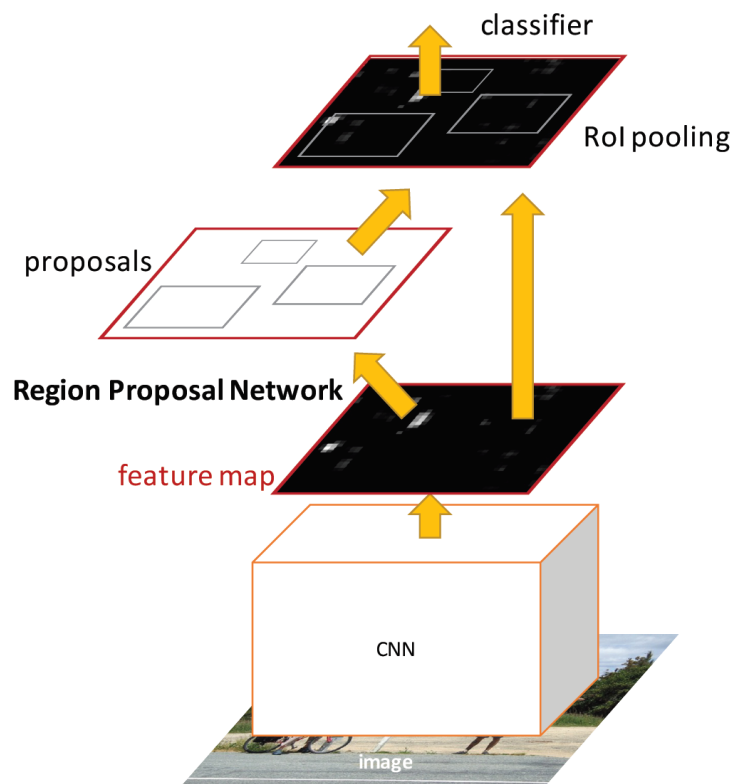 classifier
RoI pooling
proposals
Region Proposal Network
feature map
CNN
image